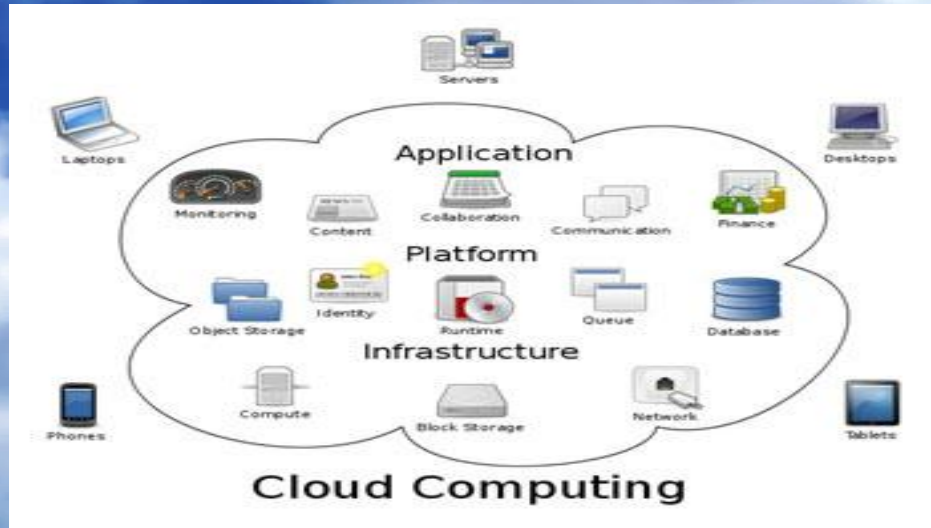 Servers
Laptops
Desktops
Application
Monitoring
Content
Collaboration
Communication
Finance
Platform
Object Storage
Identity
Runtime
Queue
Database
Infrastructure
Compute
Block Storage
Network
Phones
Tablets
Cloud Computing